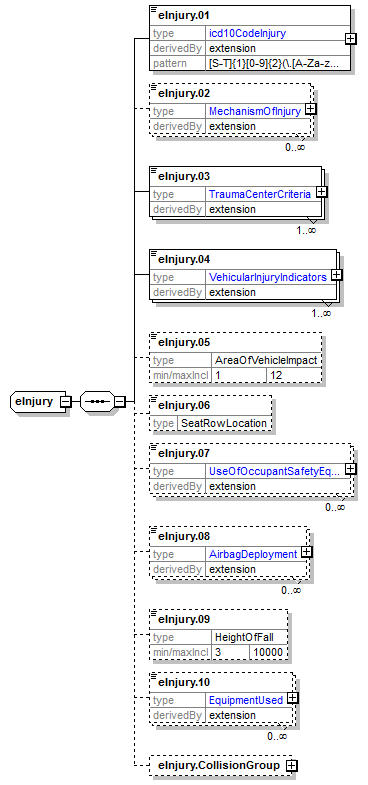 eInjury.01
type icd10CodeInjury
derivedBy extension
pattern [S-T]{1}[0-9]{2}(\.[A-Za-z...
eInjury.02
type MechanismOfInjury
derivedBy extension
0..∞
eInjury.03
type TraumaCenterCriteria
derivedBy extension
1..∞
eInjury.04
type VehicularInjuryIndicators
derivedBy extension
1..∞
eInjury.05
type AreaOfVehicleImpact
min/maxIncl 1 12
eInjury
eInjury.06
type SeatRowLocation
eInjury.07
type UseOfOccupantSafetyEq...
derivedBy extension
0..∞
eInjury.08
type AirbagDeployment
derivedBy extension
0..∞
eInjury.09
type HeightOfFall
min/maxIncl 3 10000
eInjury.10
type EquipmentUsed
derivedBy extension
0..∞
eInjury.CollisionGroup